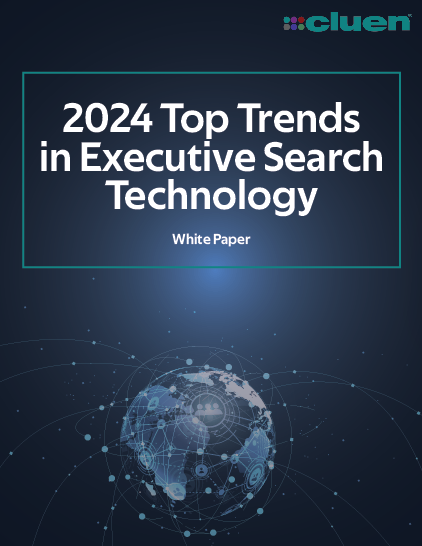 cluen
2024 Top Trends
in Executive Search
Technology
White Paper